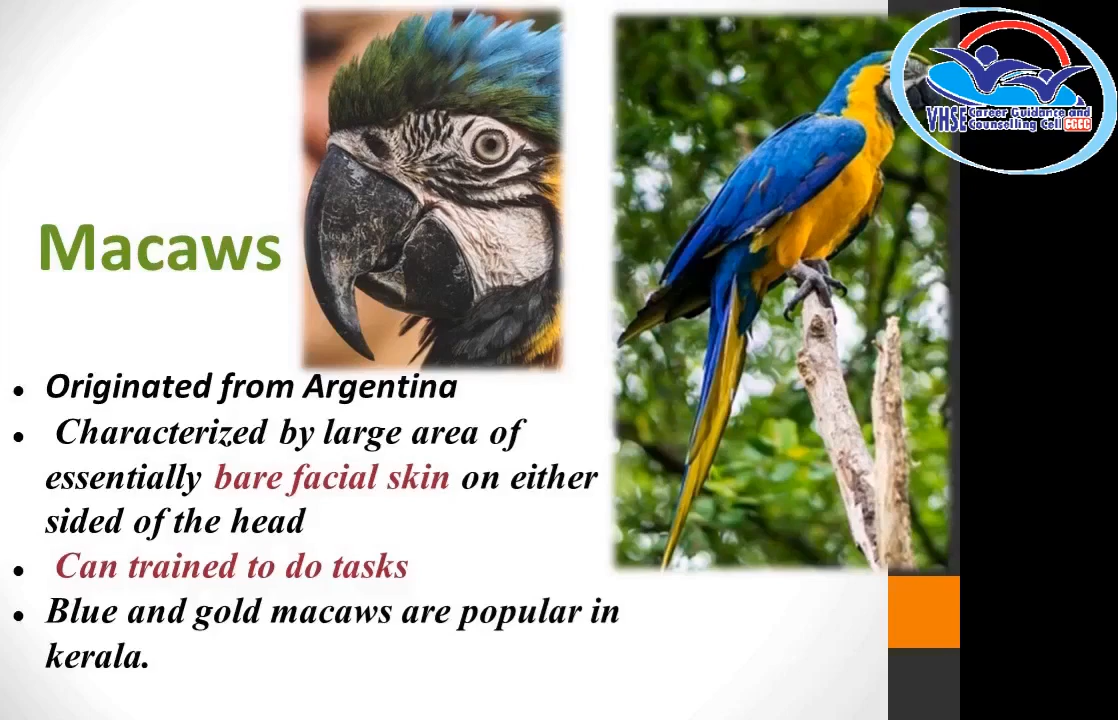 VHSE Career Guidance and
Counselling Cell CGCC
Macaws
Originated from Argentina
Characterized by large area of
essentially bare facial skin on either
sided of the head
Can trained to do tasks
Blue and gold macaws are popular in
kerala.